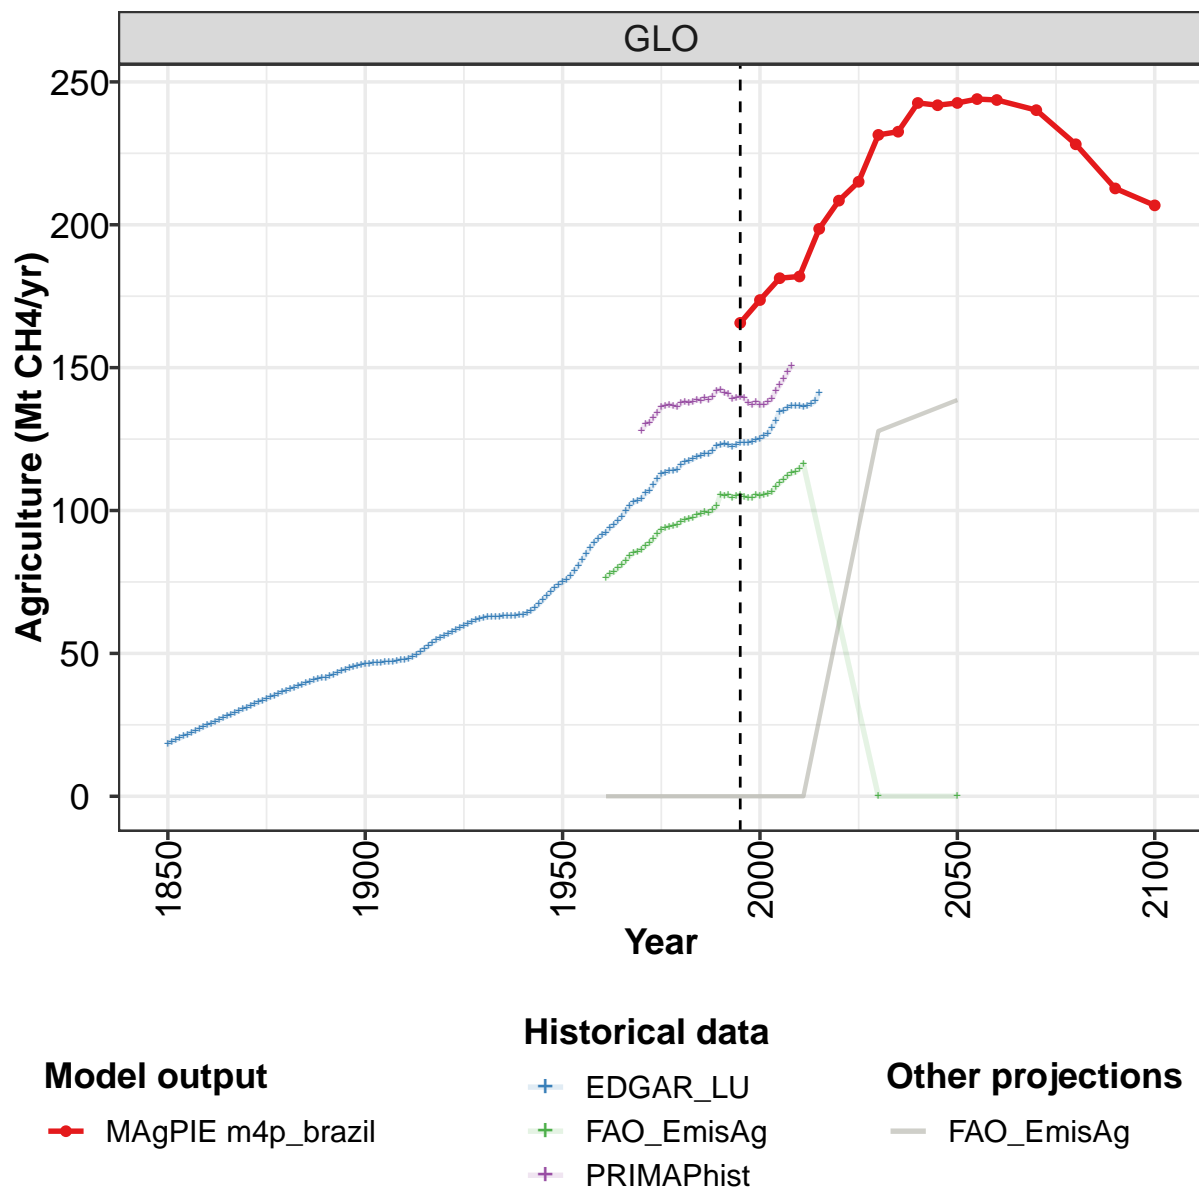 GLO
250
200
150
100
50
0
Agriculture (Mt CH4/yr)
1850
1900
1950
2000
2050
2100
Year
Model output
MAgPIE m4p_brazil
Historical data
EDGAR_LU
FAO_EmisAg
PRIMAPhist
Other projections
FAO_EmisAg